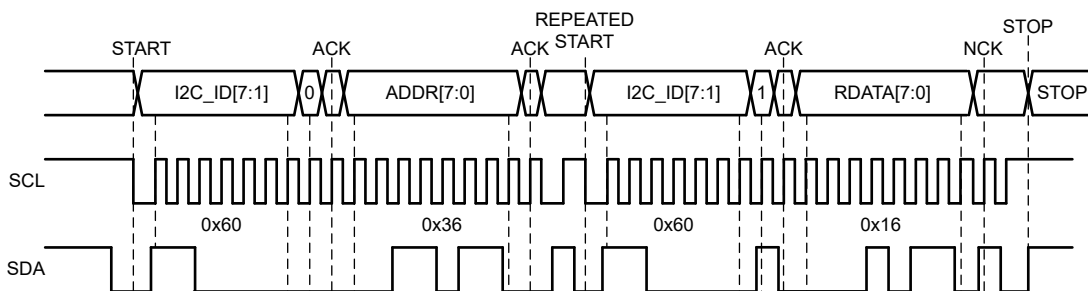 REPEATED
START
STOP
START
ACK
ACK
ACK
NCK
I2C_ID[7:1]
0
ADDR[7:0]
I2C_ID[7:1]
1
RDATA[7:0]
STOP
SCL
0x60
0x36
0x60
0x16
SDA